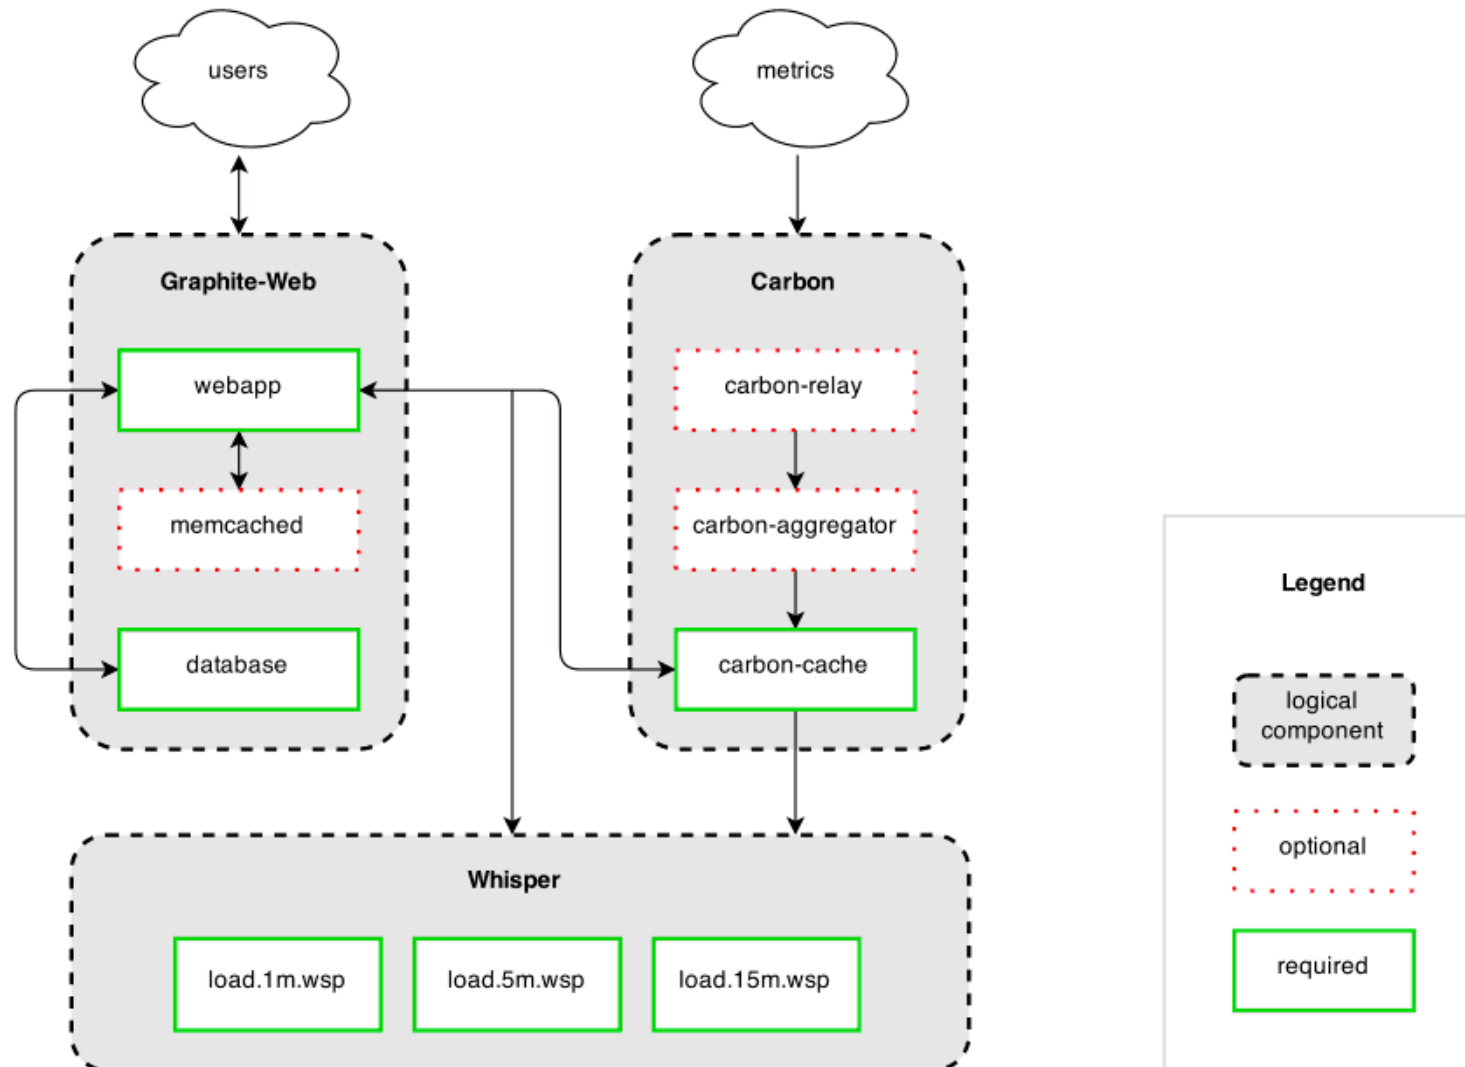 users
metrics
Graphite-Web
Carbon
webapp
carbon-relay
memcached
carbon-aggregator
database
carbon-cache
Whisper
load.1m.wsp
load.5m.wsp
load.15m.wsp
Legend
logical
component
optional
required